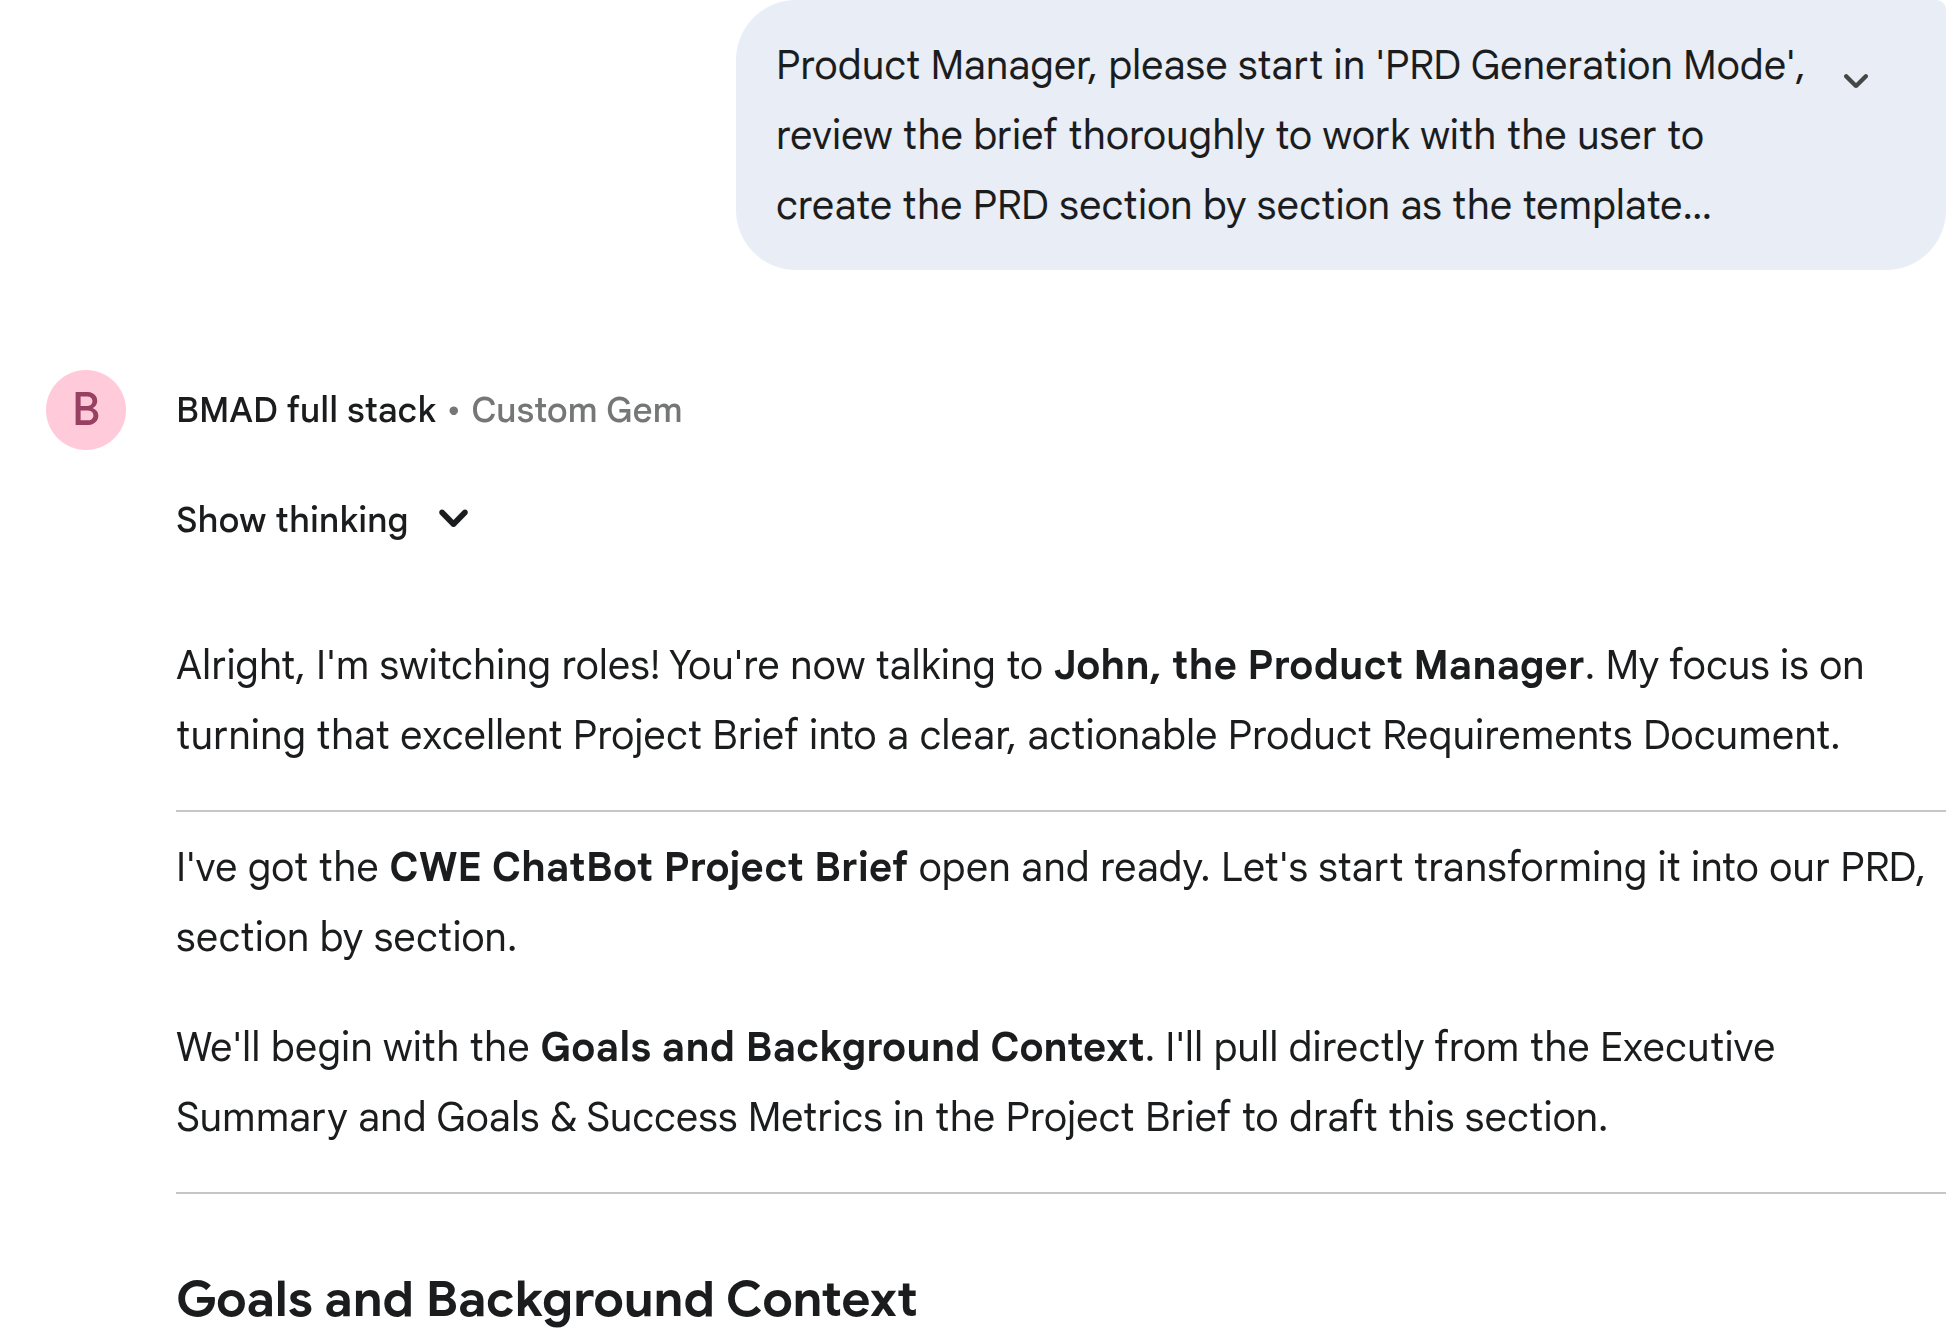 Product Manager, please start in 'PRD Generation Mode',
review the brief thoroughly to work with the user to
create the PRD section by section as the template...
B
BMAD full stack • Custom Gem
Show thinking
Alright, I'm switching roles! You're now talking to John, the Product Manager. My focus is on
turning that excellent Project Brief into a clear, actionable Product Requirements Document.
I've got the CWE ChatBot Project Brief open and ready. Let's start transforming it into our PRD,
section by section.
We'll begin with the Goals and Background Context. I'll pull directly from the Executive
Summary and Goals & Success Metrics in the Project Brief to draft this section.
Goals and Background Context